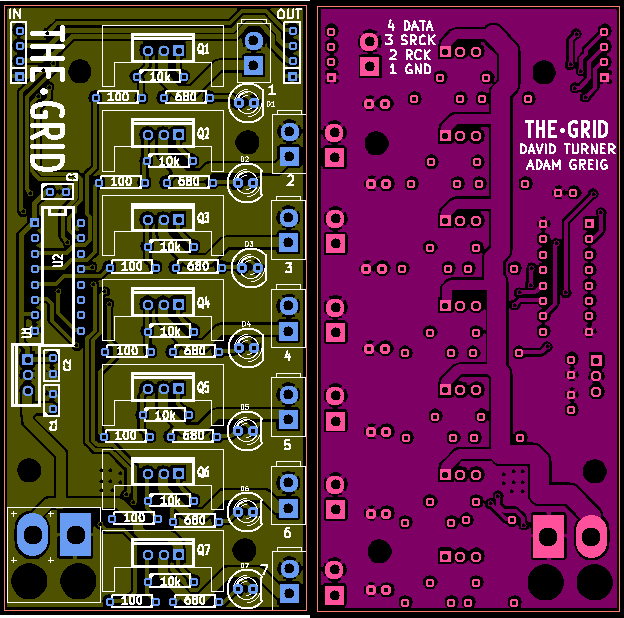 IN
OUT
THE·GRID
Q1
10k
100
680
1
D1
Q2
10k
D2
100
680
2
C3
Q3
10k
U2
D3
100
680
3
Q4
10k
D4
U1
100
680
4
C2
Q5
10k
D5
100
680
5
Q6
10k
D6
100
680
6
Q7
D7
7
10k
100
680
4 DATA
3 SRCK
2 RCK
1 GND
THE·GRID
DAVID TURNER
ADAM GREIG